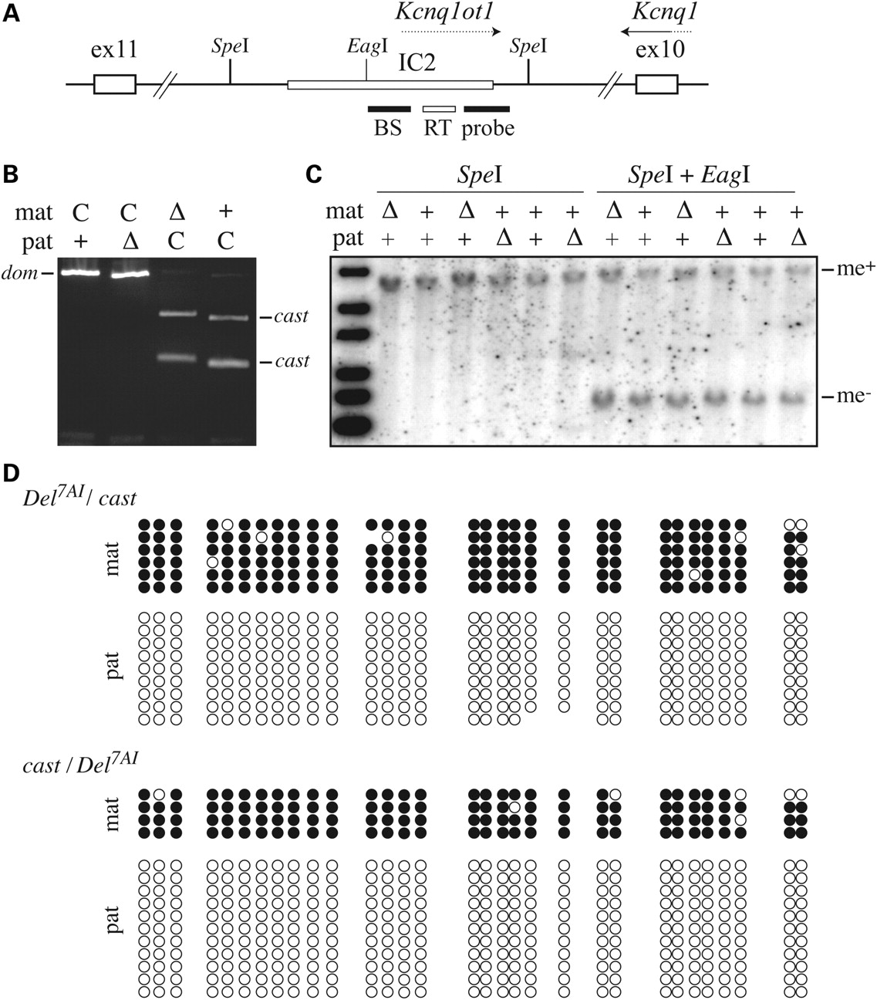 A
Kcnq1ot1
Kcnq1
ex11
SpeI
EagI
IC2
SpeI
ex10
BS
RT
probe
B
mat C C Δ +
pat + Δ C C
dom
cast
cast
C
SpeI
SpeI + EagI
mat Δ + Δ + + + Δ + Δ + + +
pat + + + Δ + Δ + + + Δ + Δ
me+
me-
D
Del7AI / cast
mat
pat
cast / Del7AI
mat
pat